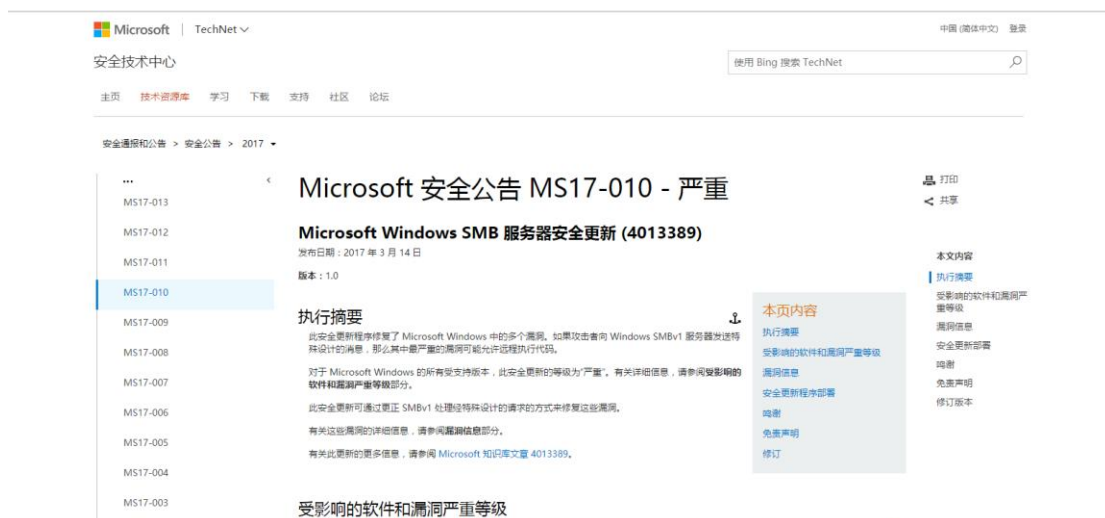 Microsoft | TechNet
中国 (简体中文) 登录
安全技术中心
使用 Bing 搜索 TechNet
主页 技术资源库 学习 下载 支持 社区 论坛
安全通报和公告 > 安全公告 > 2017
...
MS17-013
MS17-012
MS17-011
MS17-010
MS17-009
MS17-008
MS17-007
MS17-006
MS17-005
MS17-004
MS17-003
Microsoft 安全公告 MS17-010 - 严重
Microsoft Windows SMB 服务器安全更新 (4013389)
发布日期：2017 年 3 月 14 日
版本：1.0
执行摘要
此安全更新程序修复了 Microsoft Windows 中的多个漏洞。如果攻击者向 Windows SMBv1 服务器发送特
殊设计的消息，那么其中最严重的漏洞可能允许远程执行代码。
对于 Microsoft Windows 的所有受支持版本，此安全更新的等级为“严重”。有关详细信息，请参阅受影响的
软件和漏洞严重等级部分。
此安全更新可通过更正 SMBv1 处理经特殊设计的请求的方式来修复这些漏洞。
有关这些漏洞的详细信息，请参阅漏洞信息部分。
有关此更新的更多信息，请参阅 Microsoft 知识库文章 4013389。
受影响的软件和漏洞严重等级
本页内容
执行摘要
受影响的软件和漏洞严重等级
漏洞信息
安全更新程序部署
鸣谢
免责声明
修订
打印
共享
本文内容
执行摘要
受影响的软件和漏洞严
重等级
漏洞信息
安全更新部署
鸣谢
免责声明
修订版本